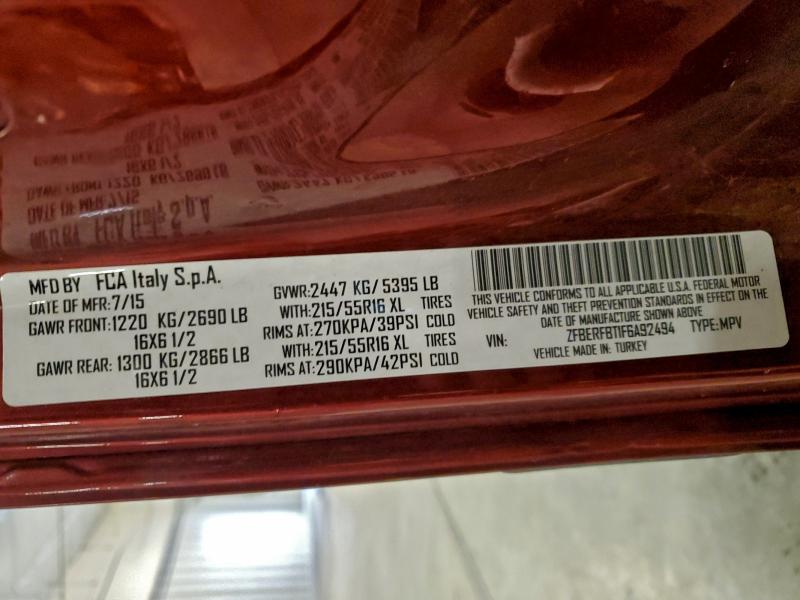 MFD BY FCA Italy S.p.A.
DATE OF MFR:7/15
GAWR FRONT:1220 KG/2690 LB
16X6 1/2
GAWR REAR: 1300 KG/2866 LB
16X6 1/2
GVWR:2447 KG/ 5395 LB
WITH:215/55R16 XL TIRES
RIMS AT:270KPA/39PSI COLD
WITH:215/55R16 XL TIRES
RIMS AT:290KPA/42PSI COLD
THIS VEHICLE CONFORMS TO ALL APPLICABLE U.S.A. FEDERAL MOTOR
VEHICLE SAFETY AND THEFT PREVENTION STANDARDS IN EFFECT ON THE
DATE OF MANUFACTURE SHOWN ABOVE
VIN: ZFBERFBT1F6A92494 TYPE:MPV
VEHICLE MADE IN: TURKEY